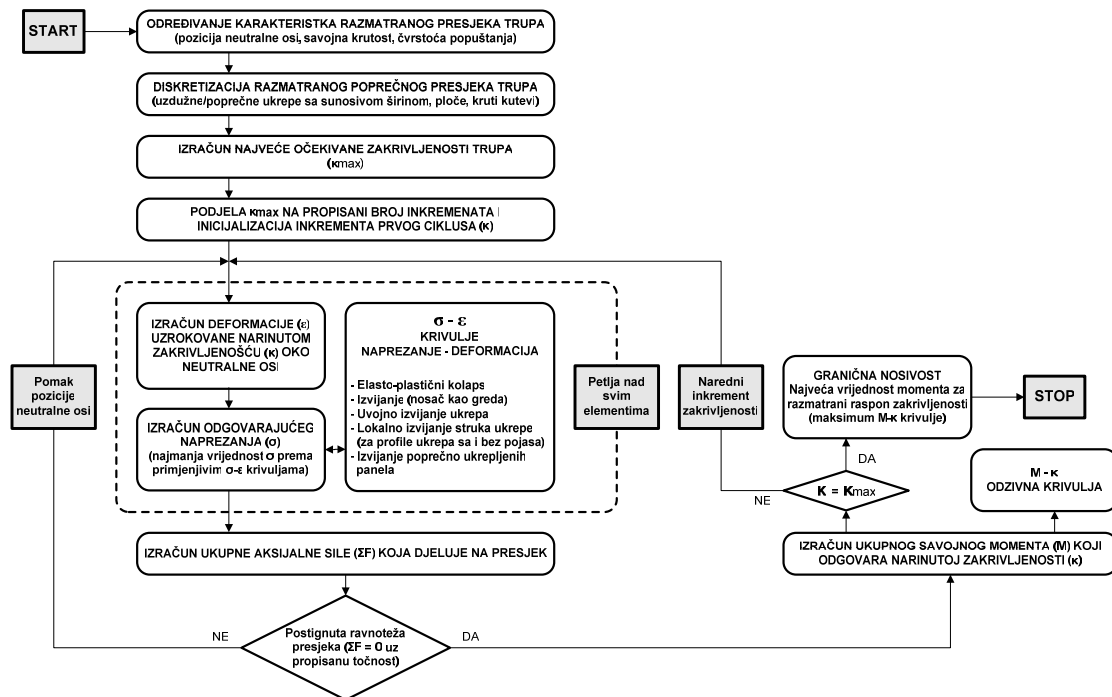 START
ODREĐIVANJE KARAKTERISTKA RAZMATRANOG PRESJEKA TRUPA
(pozicija neutralne osi, savojna krutost, čvrstoća popuštanja)
DISKRETIZACIJA RAZMATRANOG POPREČNOG PRESJEKA TRUPA
(uzdužne/poprečne ukrepe sa sunosivom širinom, ploče, kruti kutevi)
IZRAČUN NAJVEĆE OČEKIVANE ZAKRIVLJENOSTI TRUPA
(κmax)
PODJELA κmax NA PROPISANI BROJ INKREMENATA I
INICIJALIZACIJA INKREMENTA PRVOG CIKLUSA (κ)
Pomak
pozicije
neutralne osi
IZRAČUN DEFORMACIJE (ε)
UZROKOVANE NARINUTOM
ZAKRIVLJENOŠĆU (κ) OKO
NEUTRALNE OSI
IZRAČUN ODGOVARAJUĆEG
NAPREZANJA (σ)
(najmanja vrijednost σ prema
primjenjivim σ-ε krivuljama)
σ - ε
KRIVULJE
NAPREZANJE - DEFORMACIJA
- Elasto-plastični kolaps
- Izvijanje (nosač kao greda)
- Uvojno izvijanje ukrepa
- Lokalno izvijanje struka ukrepe
(za profile ukrepa sa i bez pojasa)
- Izvijanje poprečno ukrepljenih
panela
Petlja nad
svim
elementima
Naredni
inkrement
zakrivljenosti
GRANIČNA NOSIVOST
Najveća vrijednost momenta za
razmatrani raspon zakrivljenosti
(maksimum M-κ krivulje)
STOP
DA
NE
κ = κmax
M - κ
ODZIVNA KRIVULJA
IZRAČUN UKUPNOG SAVOJNOG MOMENTA (M) KOJI
ODGOVARA NARINUTOJ ZAKRIVLJENOSTI (κ)
IZRAČUN UKUPNE AKSIJALNE SILE (ΣF) KOJA DJELUJE NA PRESJEK
NE
Postignuta ravnoteža
presjeka (ΣF = 0 uz
propisanu točnost)
DA